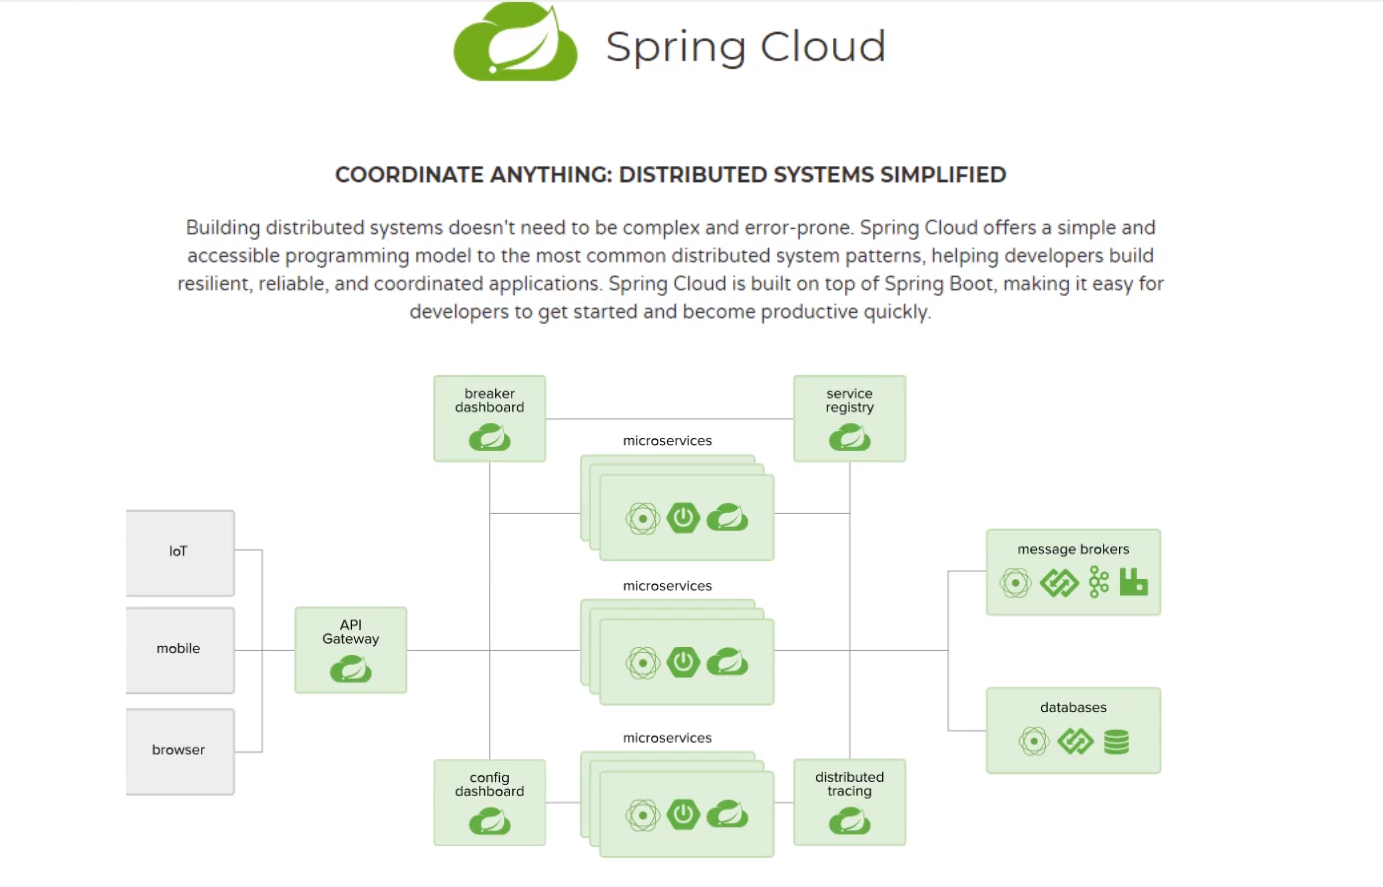 Spring Cloud
COORDINATE ANYTHING: DISTRIBUTED SYSTEMS SIMPLIFIED
Building distributed systems doesn't need to be complex and error-prone. Spring Cloud offers a simple and
accessible programming model to the most common distributed system patterns, helping developers build
resilient, reliable, and coordinated applications. Spring Cloud is built on top of Spring Boot, making it easy for
developers to get started and become productive quickly.
breaker
dashboard
service
registry
microservices
IoT
mobile
browser
API
Gateway
microservices
message brokers
databases
microservices
config
dashboard
distributed
tracing